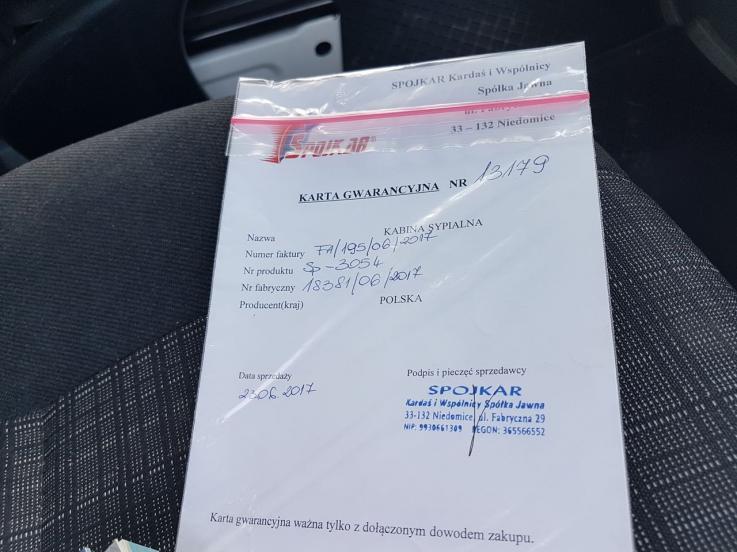 SPOJKAR Kardaś i Wspólnicy
Spółka Jawna
ul. Fabryczna
33 – 132 Niedomice
SPOJKAR®
KARTA GWARANCYJNA NR 13179
Nazwa KABINA SYPIALNA
Numer faktury FA/195/06/2017
Nr produktu Sp-3054
Nr fabryczny 18381/06/2017
Producent(kraj) POLSKA
Data sprzedaży
23.06.2017
Podpis i pieczęć sprzedawcy
SPOJKAR
Kardaś i Wspólnicy Spółka Jawna
33-132 Niedomice, ul. Fabryczna 29
NIP: 9930661309 REGON: 365566552
Karta gwarancyjna ważna tylko z dołączonym dowodem zakupu.